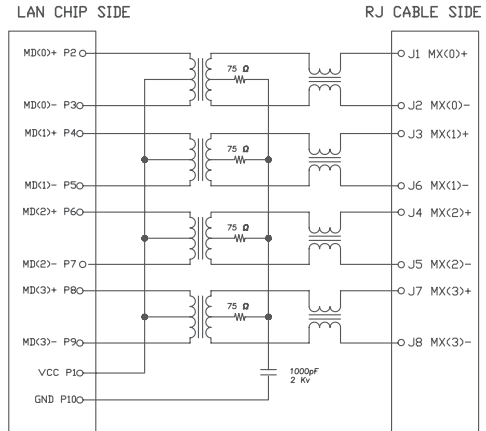 LAN CHIP SIDE
RJ CABLE SIDE
MD(0)+ P2
75 Ω
J1 MX(0)+
MD(0)- P3
J2 MX(0)-
MD(1)+ P4
75 Ω
J3 MX(1)+
MD(1)- P5
J6 MX(1)-
MD(2)+ P6
75 Ω
J4 MX(2)+
MD(2)- P7
J5 MX(2)-
MD(3)+ P8
75 Ω
J7 MX(3)+
MD(3)- P9
J8 MX(3)-
VCC P1
1000pF
2 Kv
GND P10